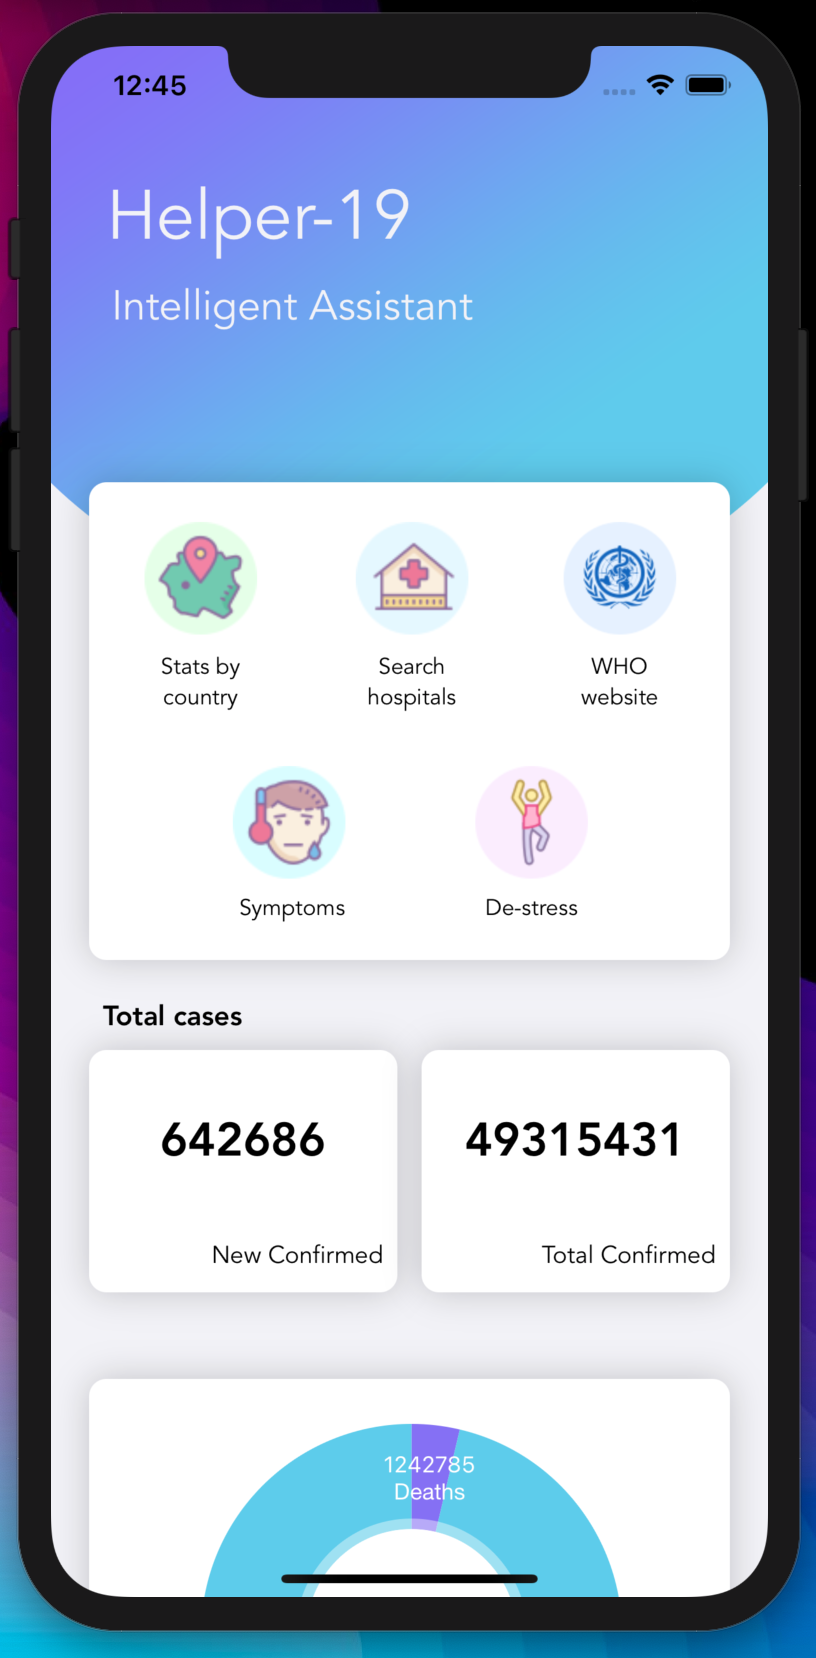 12:45
Helper-19
Intelligent Assistant
Stats by
country
Search
hospitals
WHO
website
Symptoms
De-stress
Total cases
642686
New Confirmed
49315431
Total Confirmed
1242785
Deaths